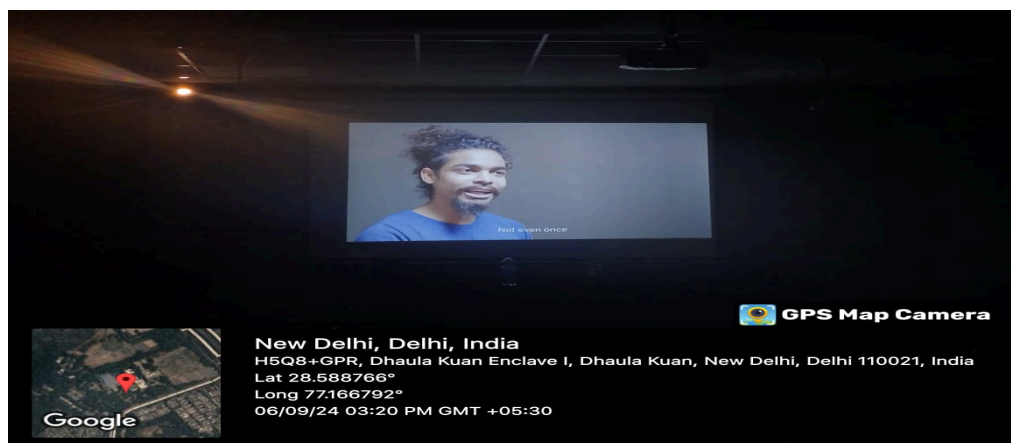 Not even once
GPS Map Camera
New Delhi, Delhi, India
H5Q8+GPR, Dhaula Kuan Enclave I, Dhaula Kuan, New Delhi, Delhi 110021, India
Lat 28.588766°
Long 77.166792°
06/09/24 03:20 PM GMT +05:30
Google